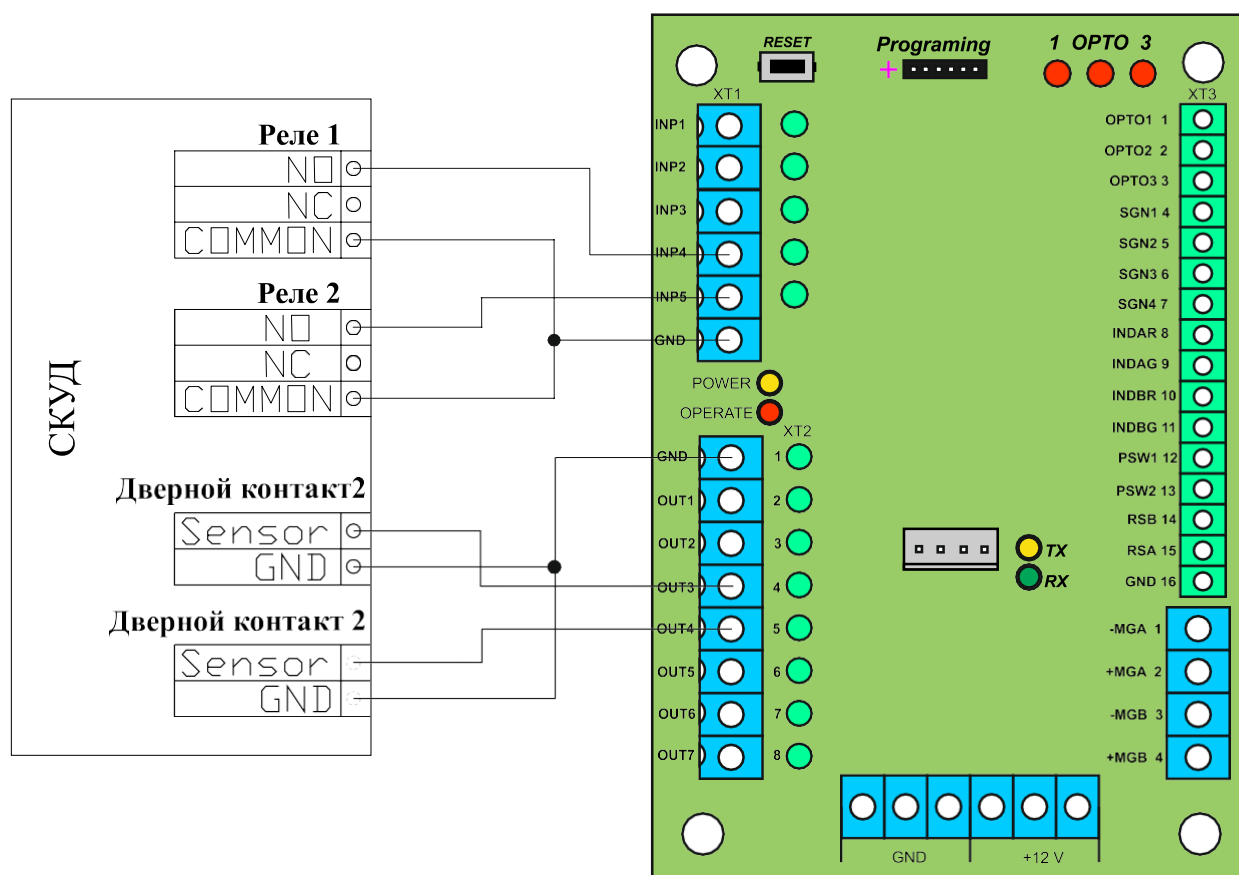 СКУД
Реле 1
NO
NC
COMMON
Реле 2
NO
NC
COMMON
Дверной контакт2
Sensor
GND
Дверной контакт 2
Sensor
GND
RESET
Programing
+
1 OPTO 3
XT1
INP1
INP2
INP3
INP4
INP5
GND
POWER
OPERATE
XT2
GND 1
OUT1 2
OUT2 3
OUT3 4
OUT4 5
OUT5 6
OUT6 7
OUT7 8
TX
RX
XT3
OPTO1 1
OPTO2 2
OPTO3 3
SGN1 4
SGN2 5
SGN3 6
SGN4 7
INDAR 8
INDAG 9
INDBR 10
INDBG 11
PSW1 12
PSW2 13
RSB 14
RSA 15
GND 16
-MGA 1
+MGA 2
-MGB 3
+MGB 4
GND
+12 V